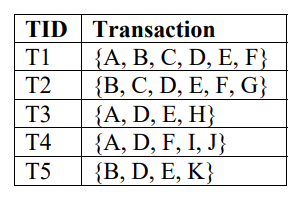 TID Transaction
T1 {A, B, C, D, E, F}
T2 {B, C, D, E, F, G}
T3 {A, D, E, H}
T4 {A, D, F, I, J}
T5 {B, D, E, K}